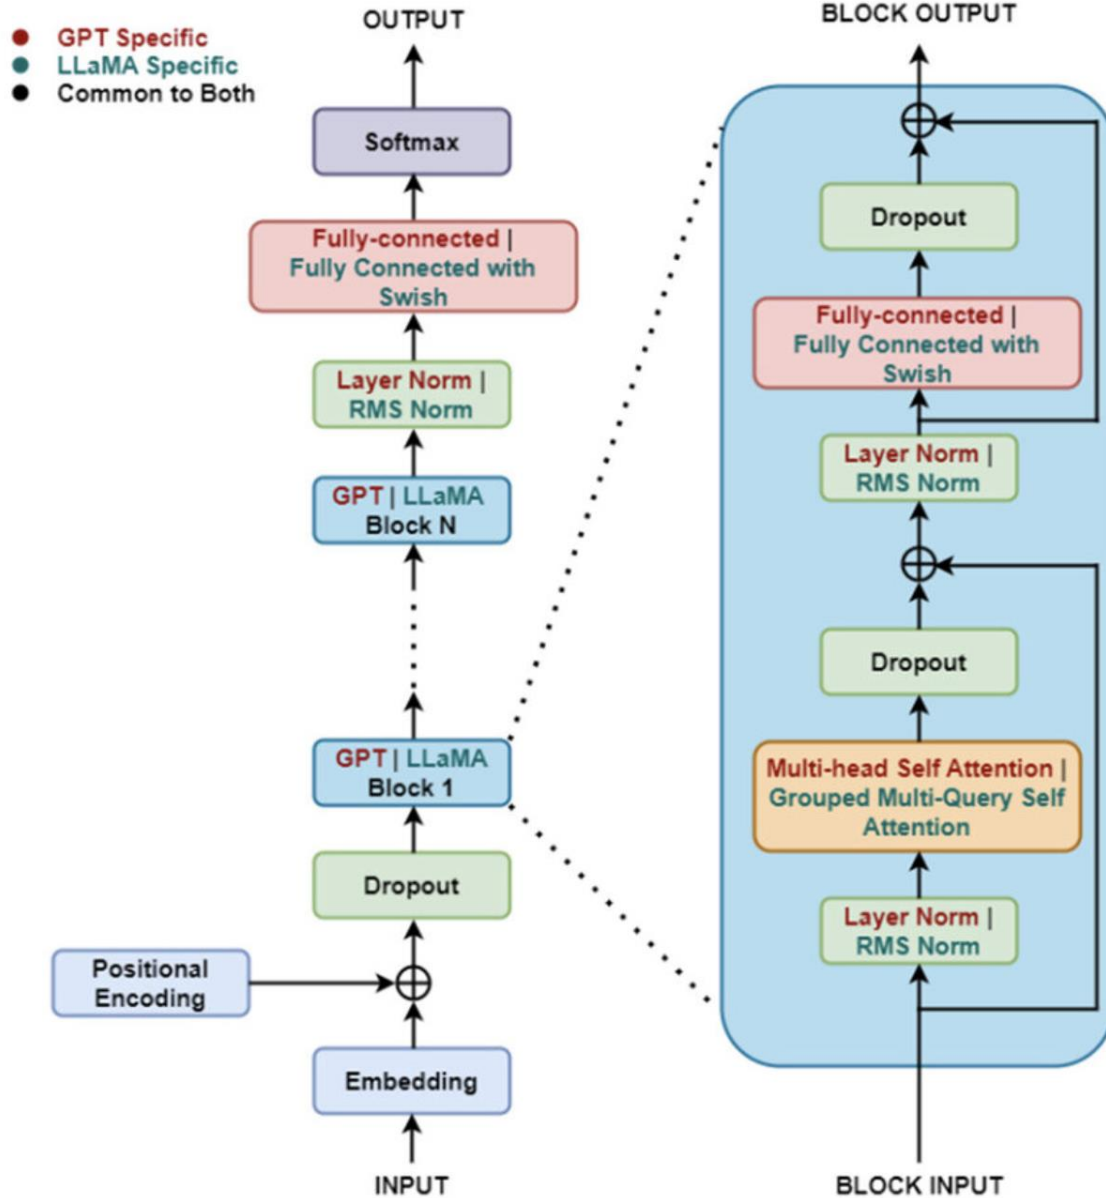 GPT Specific
LLaMA Specific
Common to Both
OUTPUT
Softmax
Fully-connected |
Fully Connected with
Swish
Layer Norm |
RMS Norm
GPT | LLaMA
Block N
GPT | LLaMA
Block 1
Dropout
Positional
Encoding
Embedding
INPUT
BLOCK OUTPUT
Dropout
Fully-connected |
Fully Connected with
Swish
Layer Norm |
RMS Norm
Dropout
Multi-head Self Attention |
Grouped Multi-Query Self
Attention
Layer Norm |
RMS Norm
BLOCK INPUT